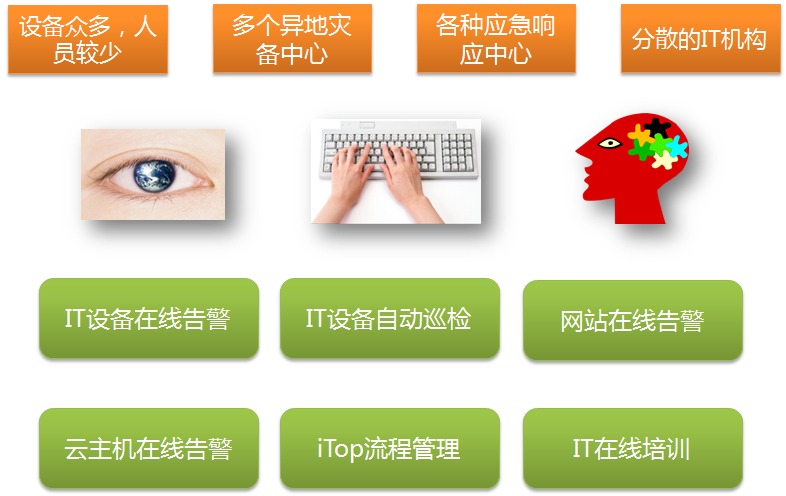 设备众多，人
员较少
多个异地灾
备中心
各种应急响
应中心
分散的IT机构
IT设备在线告警
IT设备自动巡检
网站在线告警
云主机在线告警
iTop流程管理
IT在线培训